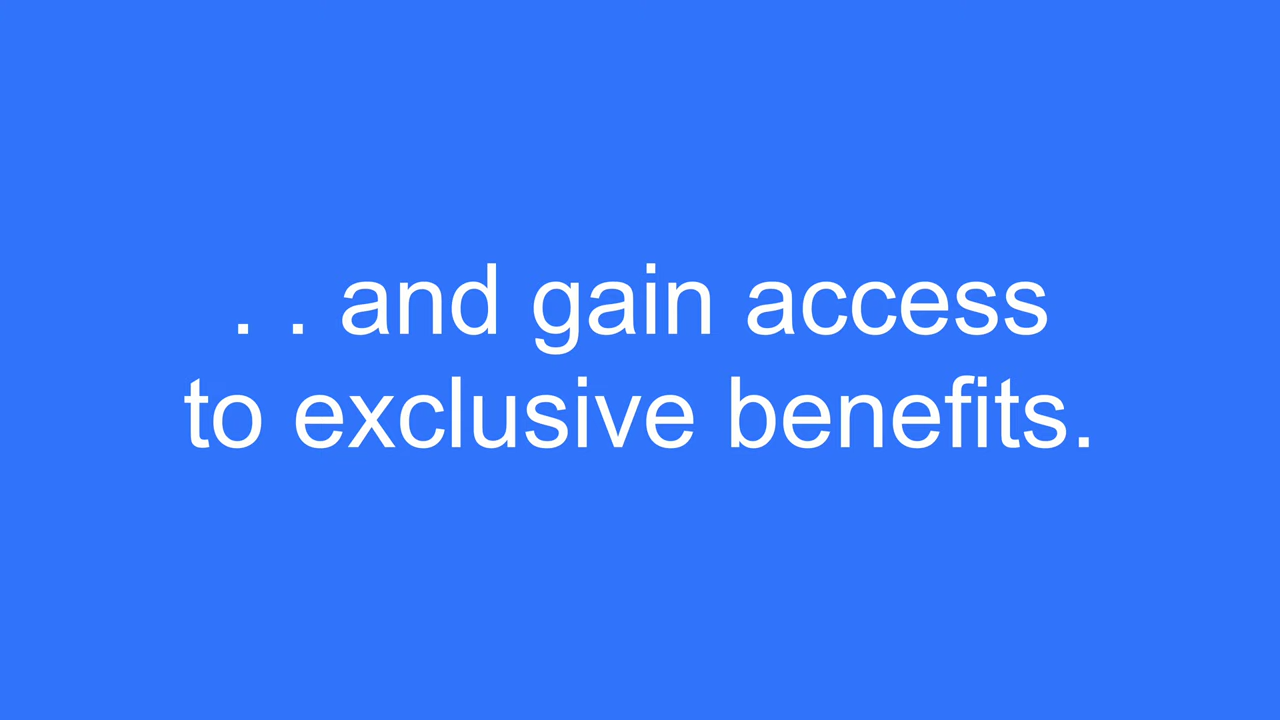 . . and gain access
to exclusive benefits.